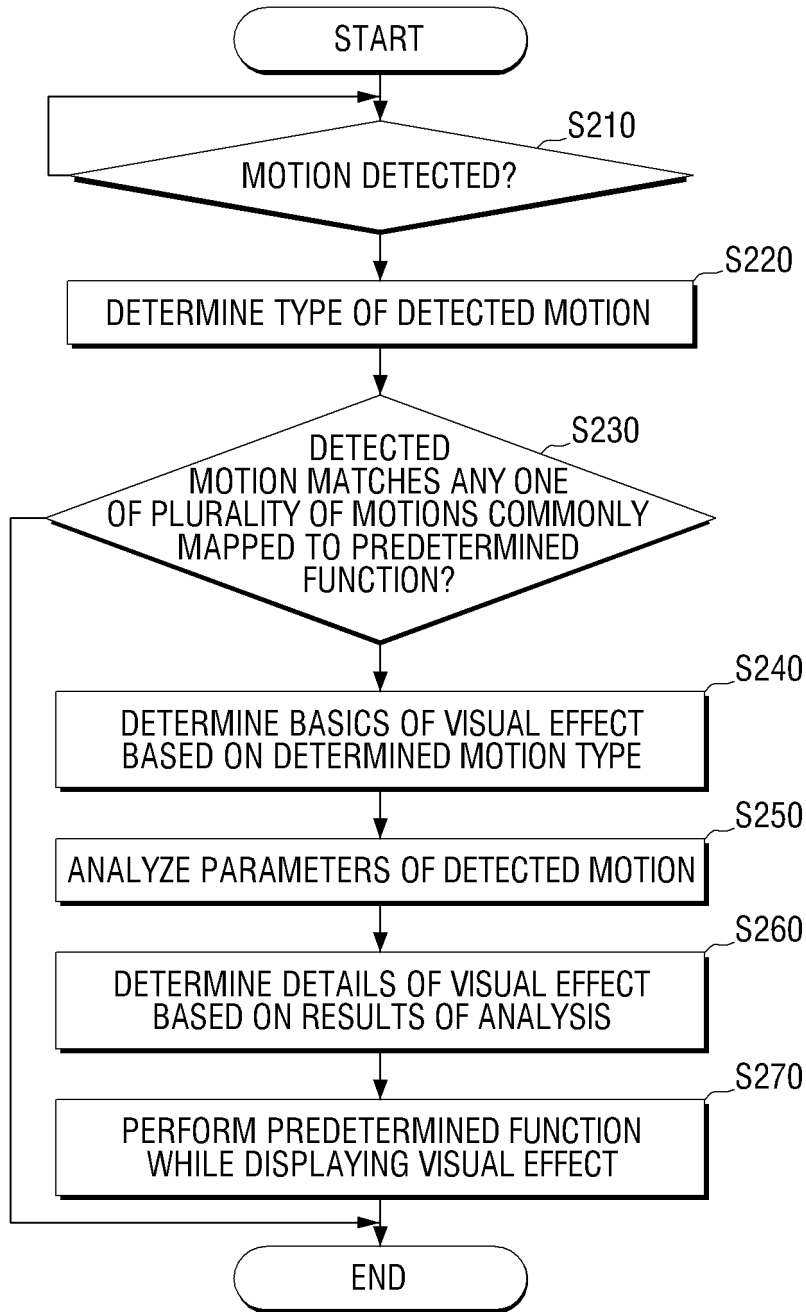 START
S210
MOTION DETECTED?
S220
DETERMINE TYPE OF DETECTED MOTION
S230
DETECTED
MOTION MATCHES ANY ONE
OF PLURALITY OF MOTIONS COMMONLY
MAPPED TO PREDETERMINED
FUNCTION?
S240
DETERMINE BASICS OF VISUAL EFFECT
BASED ON DETERMINED MOTION TYPE
S250
ANALYZE PARAMETERS OF DETECTED MOTION
S260
DETERMINE DETAILS OF VISUAL EFFECT
BASED ON RESULTS OF ANALYSIS
S270
PERFORM PREDETERMINED FUNCTION
WHILE DISPLAYING VISUAL EFFECT
END